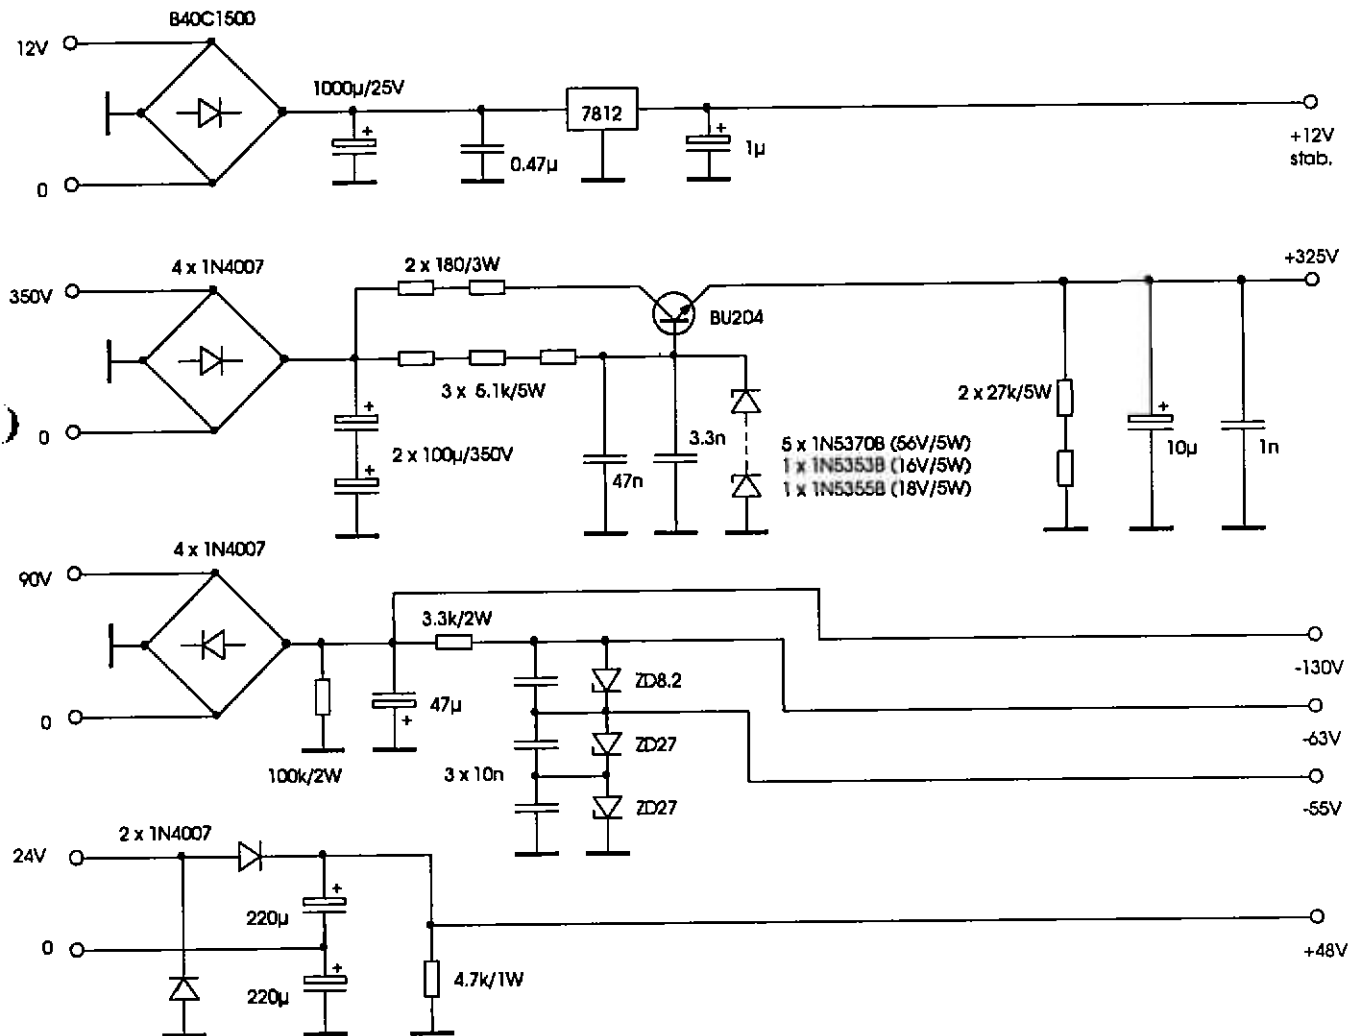 B40C1500
12V
1000µ/25V
7812
0.47µ
1µ
+12V
stab.
0
4 x 1N4007
2 x 180/3W
+325V
350V
BU204
3 x 5.1k/5W
2 x 27k/5W
0
2 x 100µ/350V
3.3n
47n
5 x 1N5370B (56V/5W)
1 x 1N5353B (16V/5W)
1 x 1N5355B (18V/5W)
10µ
1n
4 x 1N4007
90V
3.3k/2W
-130V
ZD8.2
47µ
0
-63V
ZD27
100k/2W
3 x 10n
-55V
ZD27
2 x 1N4007
24V
220µ
0
+48V
220µ
4.7k/1W